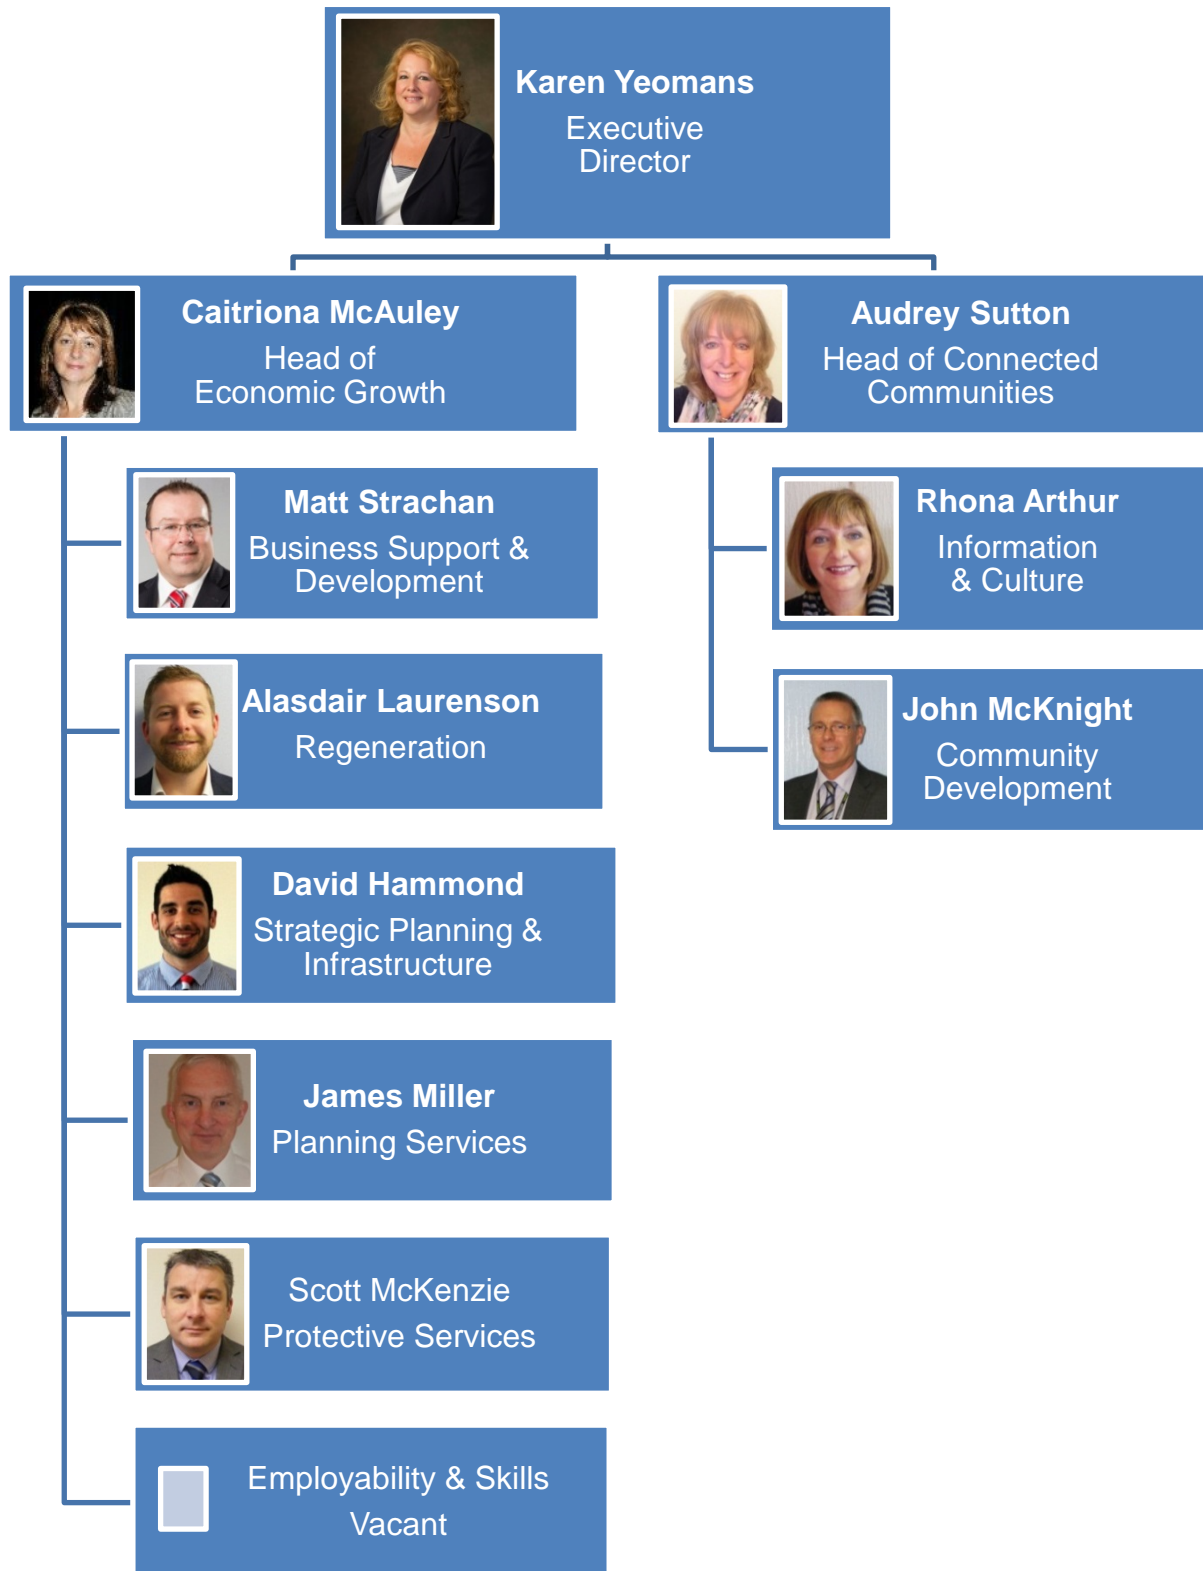 Karen Yeomans
Executive
Director
Caitriona McAuley
Head of
Economic Growth
Audrey Sutton
Head of Connected
Communities
Matt Strachan
Business Support &
Development
Rhona Arthur
Information
& Culture
Alasdair Laurenson
Regeneration
John McKnight
Community
Development
David Hammond
Strategic Planning &
Infrastructure
James Miller
Planning Services
Scott McKenzie
Protective Services
Employability & Skills
Vacant